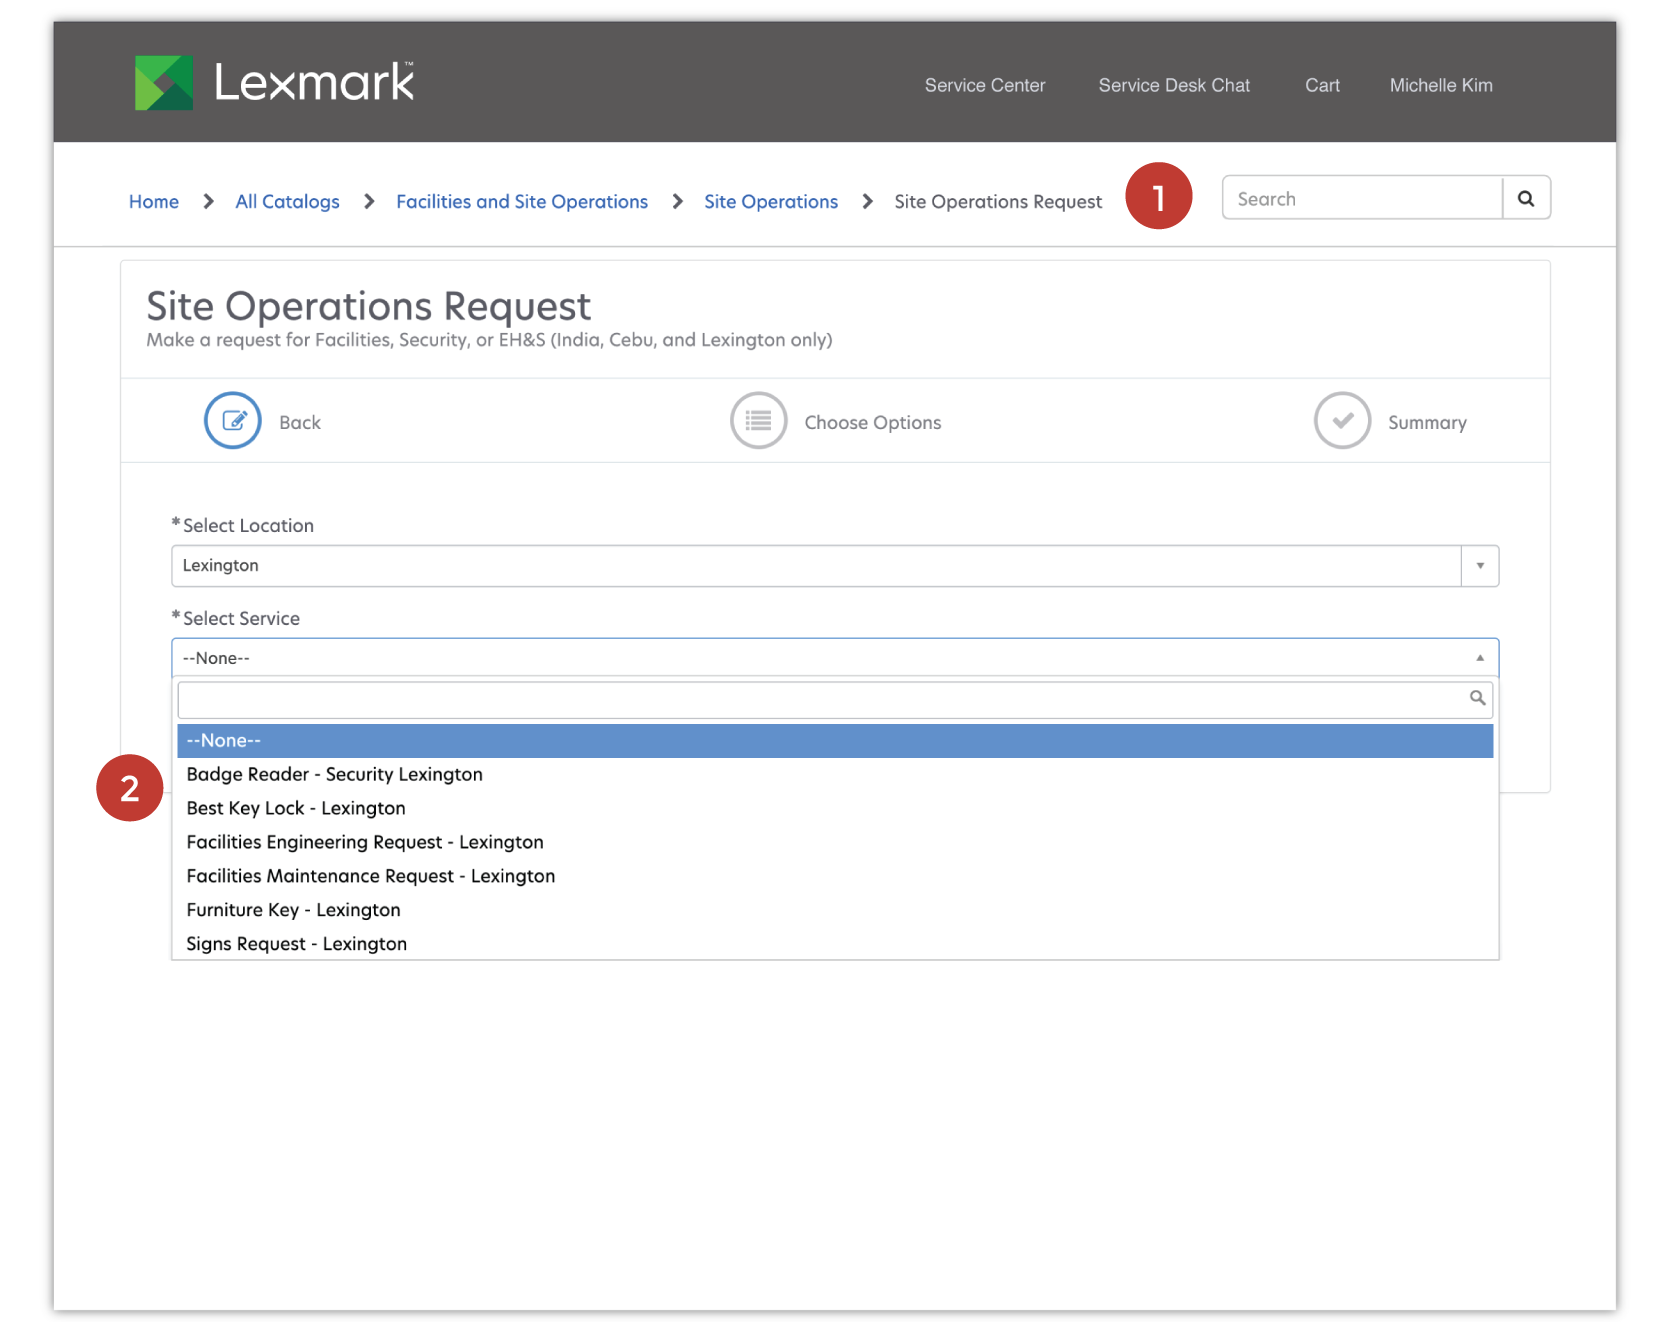 Lexmark™
Service Center Service Desk Chat Cart Michelle Kim
Home > All Catalogs > Facilities and Site Operations > Site Operations > Site Operations Request
1
Search
Site Operations Request
Make a request for Facilities, Security, or EH&S (India, Cebu, and Lexington only)
Back Choose Options Summary
*Select Location
Lexington
*Select Service
--None--
--None--
2
Badge Reader - Security Lexington
Best Key Lock - Lexington
Facilities Engineering Request - Lexington
Facilities Maintenance Request - Lexington
Furniture Key - Lexington
Signs Request - Lexington